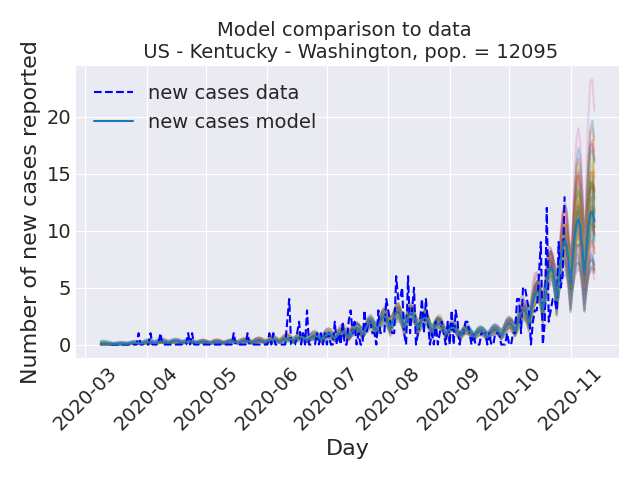 Model comparison to data
US - Kentucky - Washington, pop. = 12095
Number of new cases reported
new cases data
new cases model
20
15
10
5
0
2020-03
2020-04
2020-05
2020-06
2020-07
2020-08
2020-09
2020-10
2020-11
Day